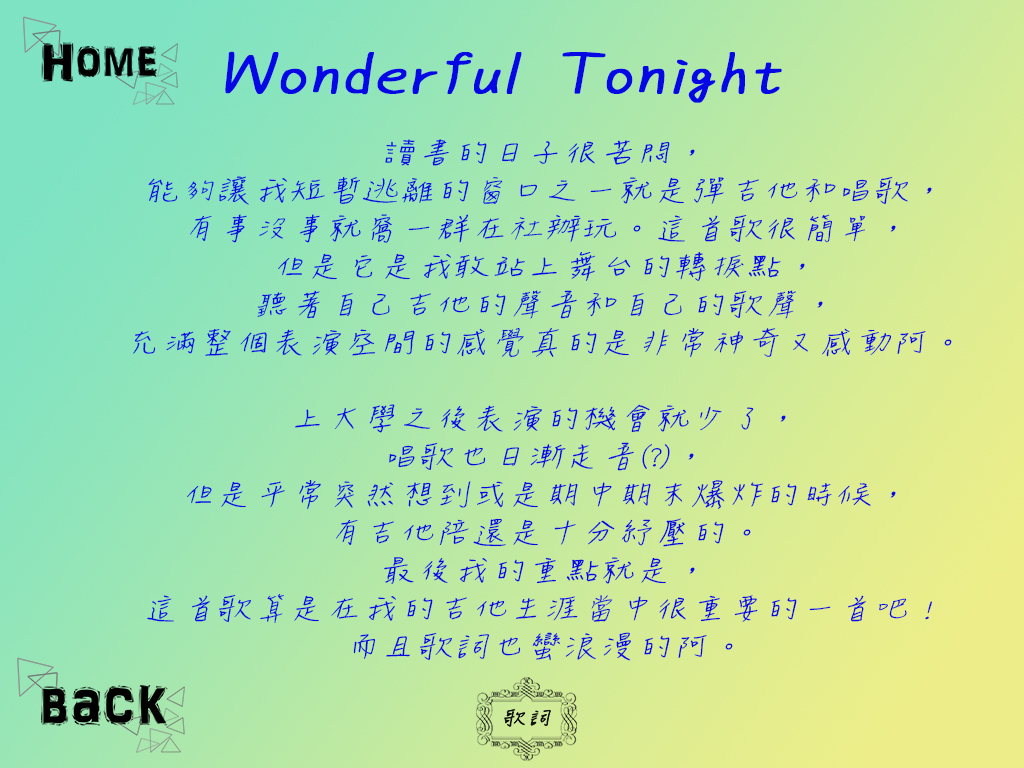 HOME
Wonderful Tonight
讀書的日子很苦悶，
能夠讓我短暫逃離的窗口之一就是彈吉他和唱歌，
有事沒事就窩一群在社辦玩。這首歌很簡單，
但是它是我敢站上舞台的轉捩點，
聽著自己吉他的聲音和自己的歌聲，
充滿整個表演空間的感覺真的是非常神奇又感動阿。
上大學之後表演的機會就少了，
唱歌也日漸走音(?)，
但是平常突然想到或是期中期末爆炸的時候，
有吉他陪還是十分紓壓的。
最後我的重點就是，
這首歌算是在我的吉他生涯當中很重要的一首吧！
而且歌詞也蠻浪漫的阿。
BaCK
歌詞